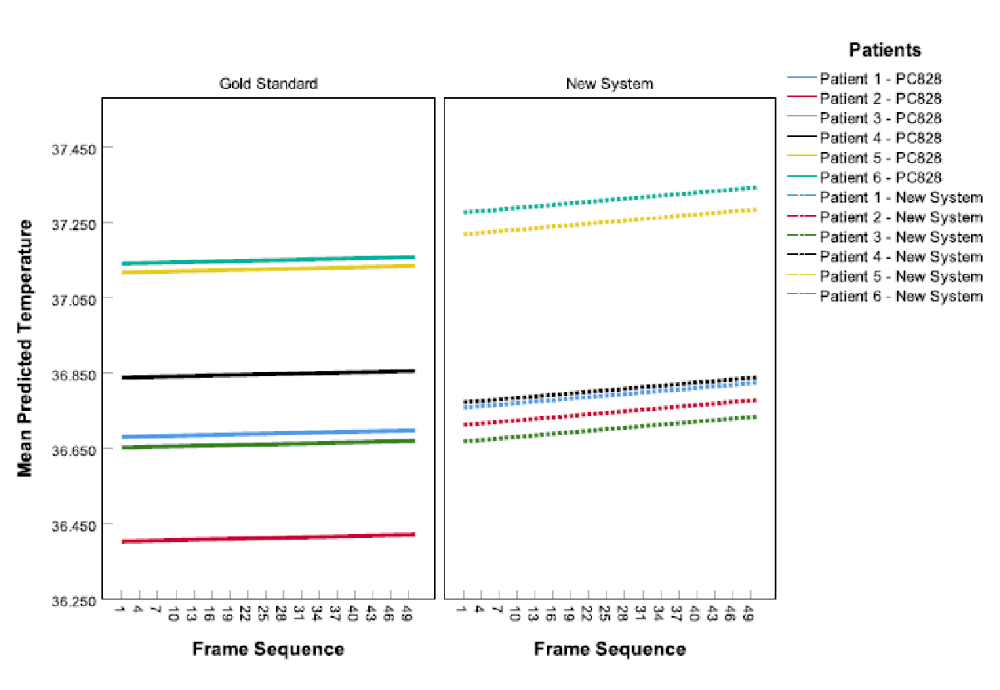 Patients
Gold Standard
New System
Patient 1 - PC828
Patient 2 - PC828
Patient 3 - PC828
Patient 4 - PC828
Patient 5 - PC828
Patient 6 - PC828
Patient 1 - New System
Patient 2 - New System
Patient 3 - New System
Patient 4 - New System
Patient 5 - New System
Patient 6 - New System
Mean Predicted Temperature
37.450
37.250
37.050
36.850
36.650
36.450
36.250
1 4 7 10 13 16 19 22 25 28 31 34 37 40 43 46 49
1 4 7 10 13 16 19 22 25 28 31 34 37 40 43 46 49
Frame Sequence
Frame Sequence